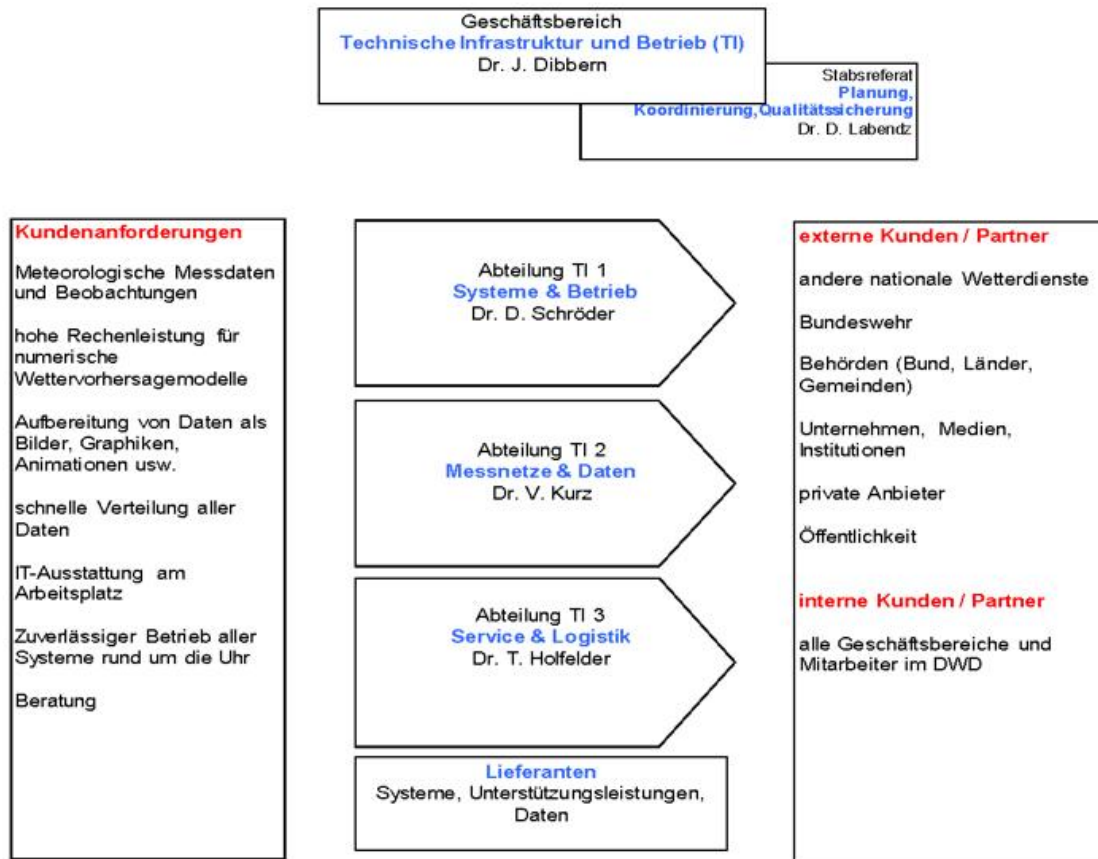 Geschäftsbereich
Technische Infrastruktur und Betrieb (TI)
Dr. J. Dibbern
Stabsreferat
Planung,
Koordinierung,Qualitätssicherung
Dr. D. Labendz
Kundenanforderungen
Meteorologische Messdaten
und Beobachtungen
hohe Rechenleistung für
numerische
Wettervorhersagemodelle
Aufbereitung von Daten als
Bilder, Graphiken,
Animationen usw.
schnelle Verteilung aller
Daten
IT-Ausstattung am
Arbeitsplatz
Zuverlässiger Betrieb aller
Systeme rund um die Uhr
Beratung
Abteilung TI 1
Systeme & Betrieb
Dr. D. Schröder
Abteilung TI 2
Messnetze & Daten
Dr. V. Kurz
Abteilung TI 3
Service & Logistik
Dr. T. Holfelder
Lieferanten
Systeme, Unterstützungsleistungen,
Daten
externe Kunden / Partner
andere nationale Wetterdienste
Bundeswehr
Behörden (Bund, Länder,
Gemeinden)
Unternehmen, Medien,
Institutionen
private Anbieter
Öffentlichkeit
interne Kunden / Partner
alle Geschäftsbereiche und
Mitarbeiter im DWD